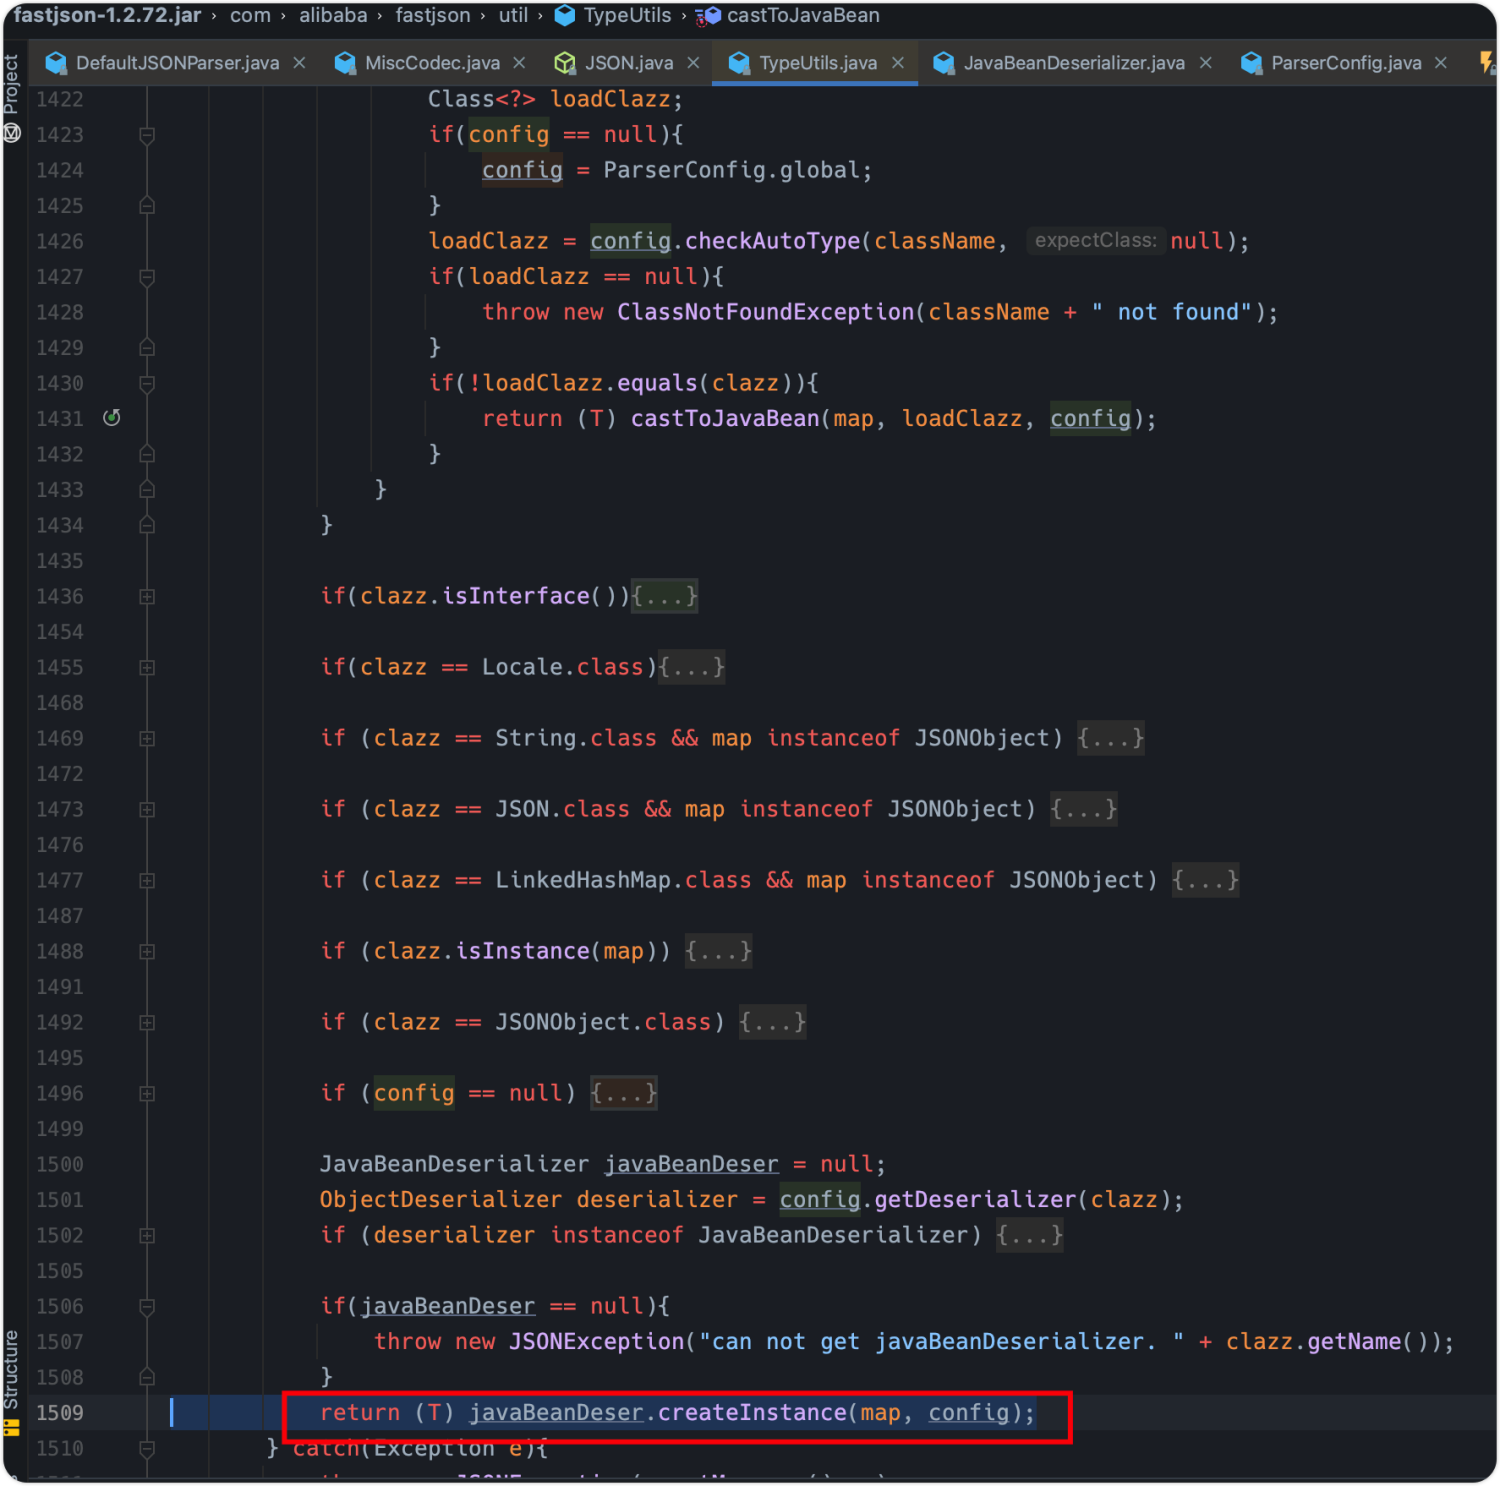 fastjson-1.2.72.jar › com › alibaba › fastjson › util › TypeUtils › castToJavaBean
Project
DefaultJSONParser.java × MiscCodec.java × JSON.java × TypeUtils.java × JavaBeanDeserializer.java × ParserConfig.java ×
1422 Class<?> loadClazz;
1423 if(config == null){
1424 config = ParserConfig.global;
1425 }
1426 loadClazz = config.checkAutoType(className, expectClass: null);
1427 if(loadClazz == null){
1428 throw new ClassNotFoundException(className + " not found");
1429 }
1430 if(!loadClazz.equals(clazz)){
1431 return (T) castToJavaBean(map, loadClazz, config);
1432 }
1433 }
1434 }
1435
1436 if(clazz.isInterface()){...}
1454
1455 if(clazz == Locale.class){...}
1468
1469 if (clazz == String.class && map instanceof JSONObject) {...}
1472
1473 if (clazz == JSON.class && map instanceof JSONObject) {...}
1476
1477 if (clazz == LinkedHashMap.class && map instanceof JSONObject) {...}
1487
1488 if (clazz.isInstance(map)) {...}
1491
1492 if (clazz == JSONObject.class) {...}
1495
1496 if (config == null) {...}
1499
1500 JavaBeanDeserializer javaBeanDeser = null;
1501 ObjectDeserializer deserializer = config.getDeserializer(clazz);
1502 if (deserializer instanceof JavaBeanDeserializer) {...}
1505
1506 if(javaBeanDeser == null){
1507 throw new JSONException("can not get javaBeanDeserializer. " + clazz.getName());
1508 }
1509 return (T) javaBeanDeser.createInstance(map, config);
1510 } catch(Exception e){
Structure